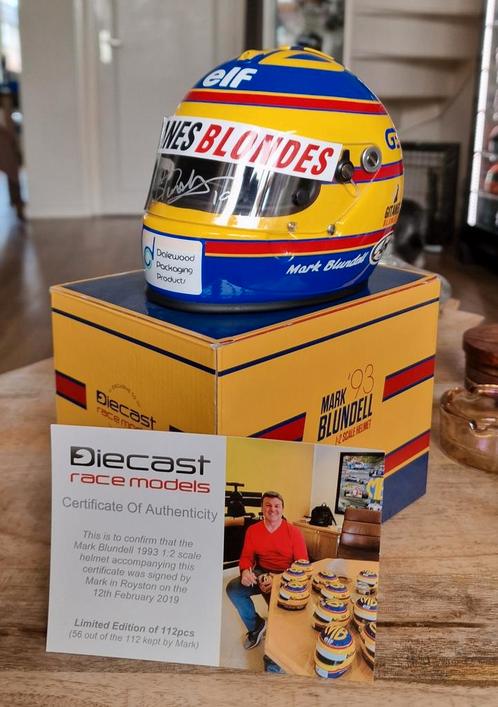 elf
ANES BLONDES
Dalewood
Packaging
Products
Mark Blundell
'93
MARK
BLUNDELL
1:2 SCALE HELMET
Diecast
race models
Diecast
race models
Certificate Of Authenticity
This is to confirm that the
Mark Blundell 1993 1:2 scale
helmet accompanying this
certificate was signed by
Mark in Royston on the
12th February 2019
Limited Edition of 112pcs
(56 out of the 112 kept by Mark)